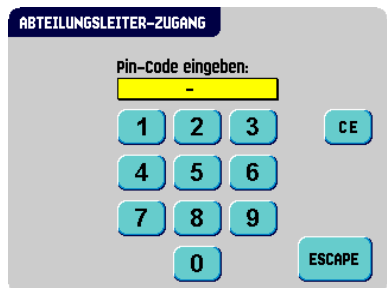 ABTEILUNGSLEITER-ZUGANG
Pin-Code eingeben:
-
1 2 3 CE
4 5 6
7 8 9
0 ESCAPE